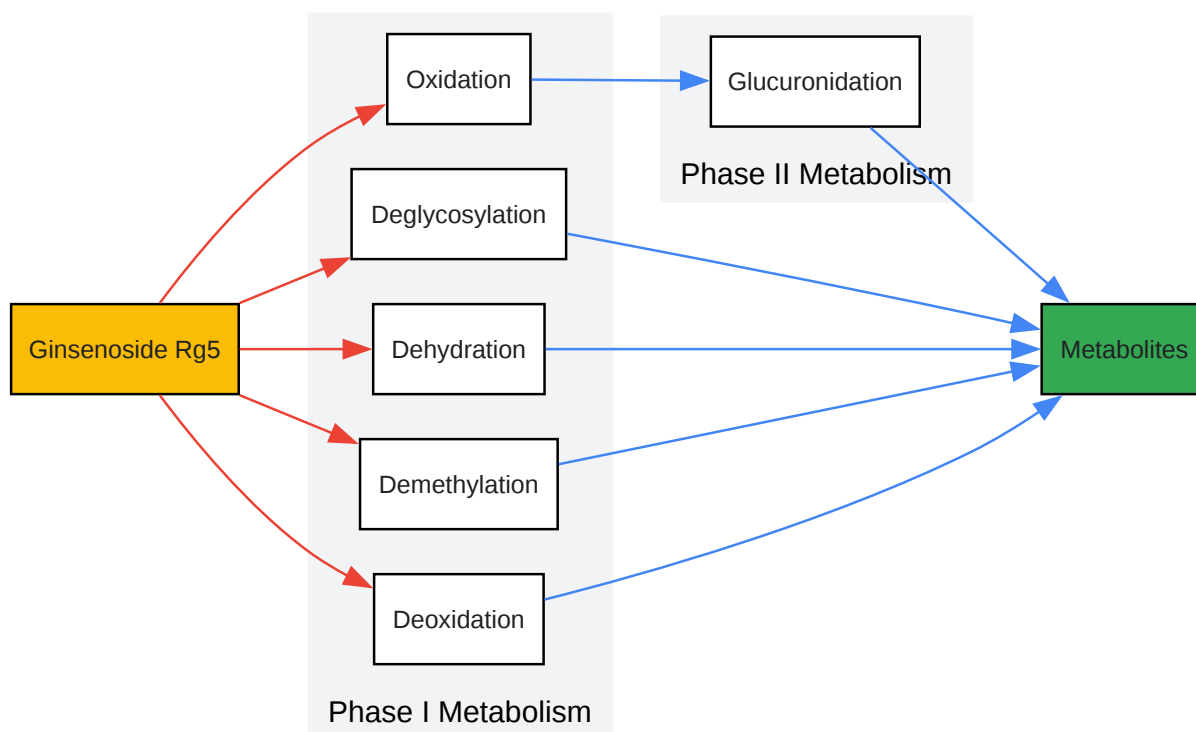 Oxidation
Glucuronidation
Phase II Metabolism
Deglycosylation
Ginsenoside Rg5
Dehydration
Metabolites
Demethylation
Deoxidation
Phase I Metabolism